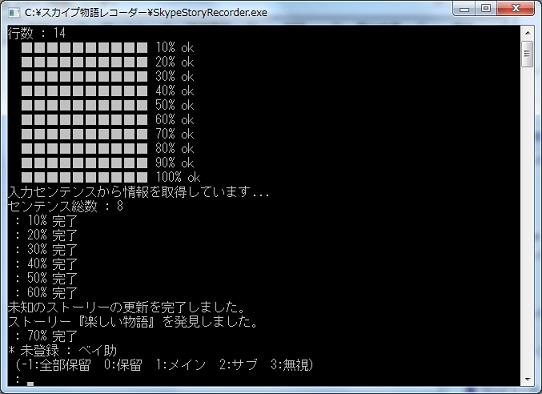 C:¥スカイプ物語レコーダー¥SkypeStoryRecorder.exe
行数 : 14
■■■■■■■■■■ 10% ok
■■■■■■■■■■ 20% ok
■■■■■■■■■■ 30% ok
■■■■■■■■■■ 40% ok
■■■■■■■■■■ 50% ok
■■■■■■■■■■ 60% ok
■■■■■■■■■■ 70% ok
■■■■■■■■■■ 80% ok
■■■■■■■■■■ 90% ok
■■■■■■■■■■ 100% ok
入力センテンスから情報を取得しています...
センテンス総数 : 8
: 10% 完了
: 20% 完了
: 30% 完了
: 40% 完了
: 50% 完了
: 60% 完了
未知のストーリーの更新を完了しました。
ストーリー『楽しい物語』を発見しました。
: 70% 完了
* 未登録 : ベイ助
(-1:全部保留 0:保留 1:メイン 2:サブ 3:無視)
: